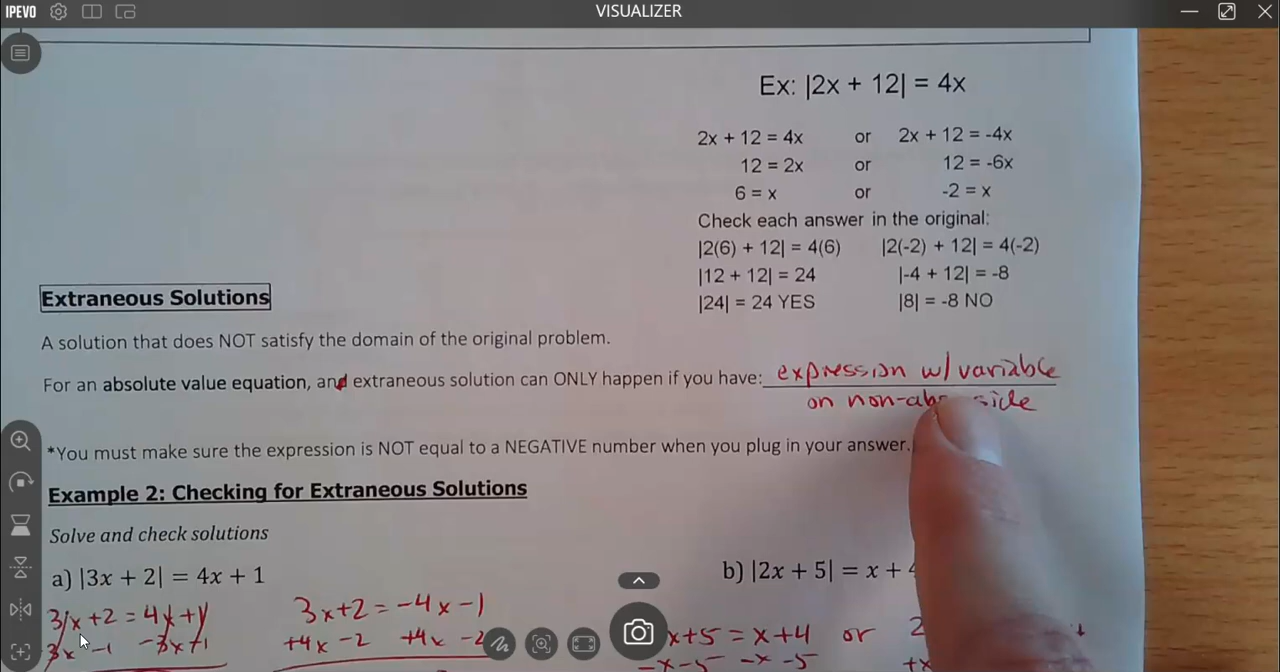 IPEVO
VISUALIZER
Ex: |2x + 12| = 4x
2x + 12 = 4x or 2x + 12 = -4x
12 = 2x or 12 = -6x
6 = x or -2 = x
Check each answer in the original:
|2(6) + 12| = 4(6) |2(-2) + 12| = 4(-2)
|12 + 12| = 24 |-4 + 12| = -8
|24| = 24 YES |8| = -8 NO
Extraneous Solutions
A solution that does NOT satisfy the domain of the original problem.
For an absolute value equation, an extraneous solution can ONLY happen if you have: expression w/ variable
on non-abs side
*You must make sure the expression is NOT equal to a NEGATIVE number when you plug in your answer.
Example 2: Checking for Extraneous Solutions
Solve and check solutions
a) |3x + 2| = 4x + 1 b) |2x + 5| = x +
3x+2 = 4x+1 3x+2 = -4x-1
x+5 = x+4 or 2
-3x +4x -2 +4x -2
-x-5 -x -5 +x